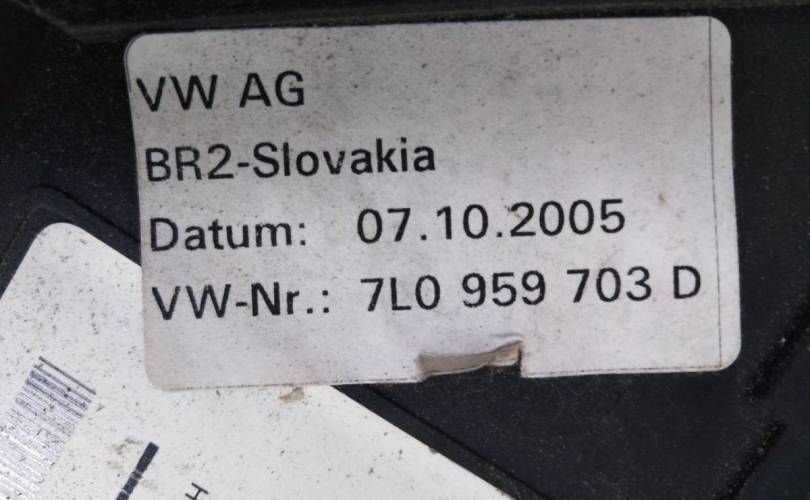 VW AG
BR2-Slovakia
Datum: 07.10.2005
VW-Nr.: 7L0 959 703 D
H